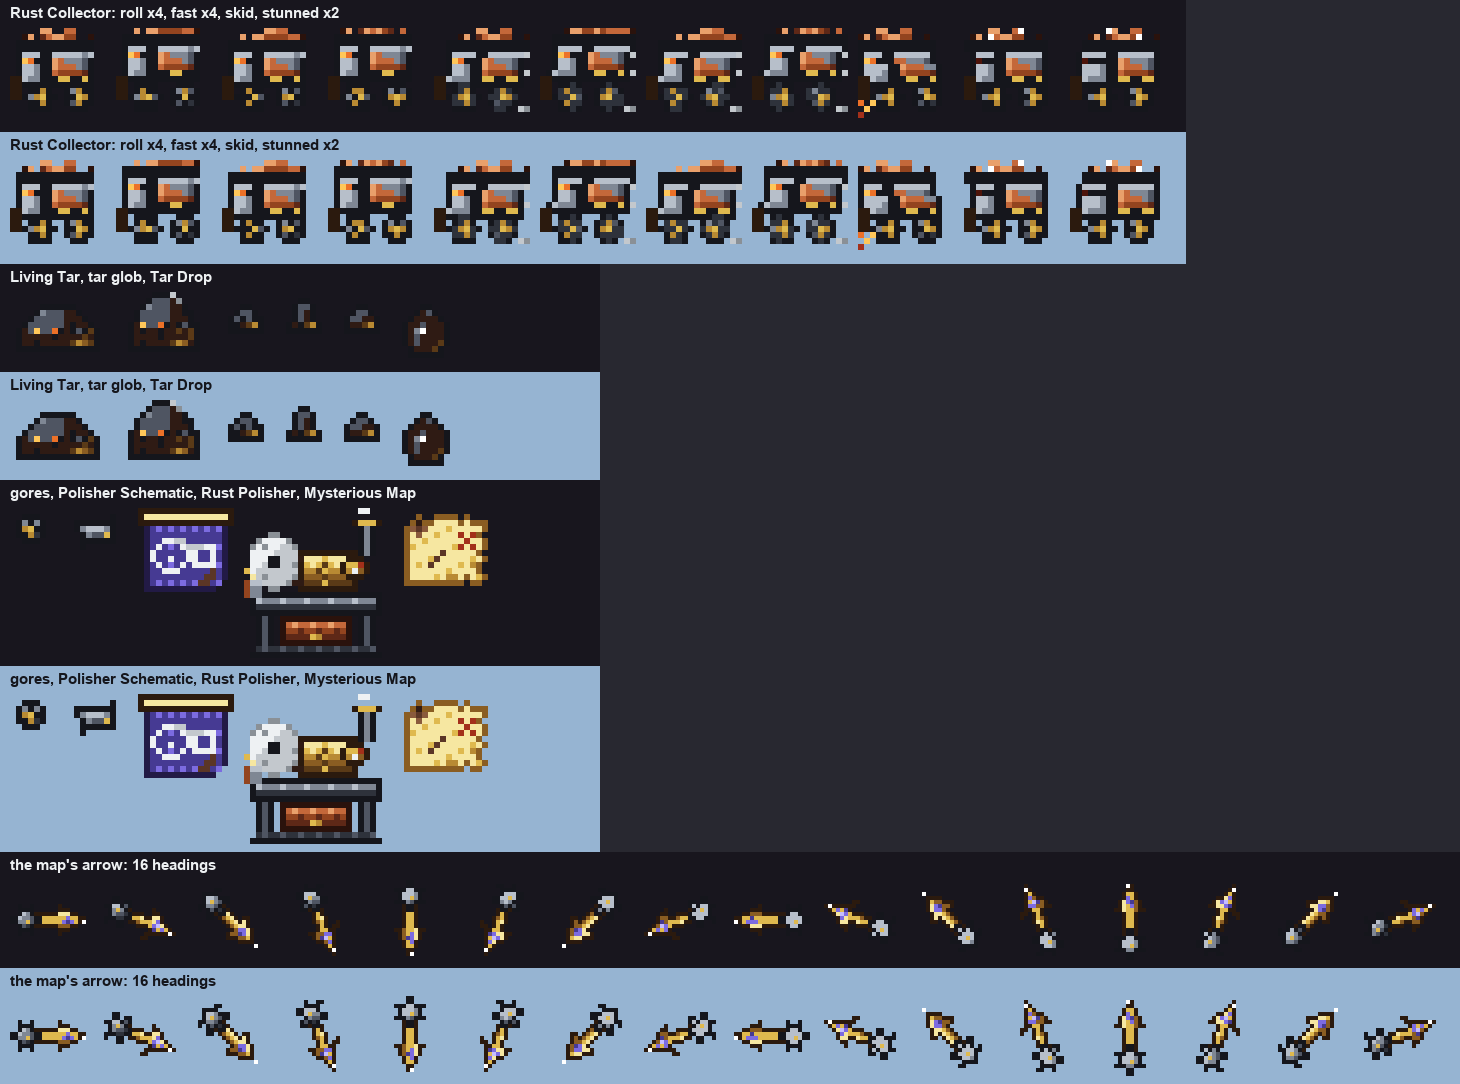 Rust Collector: roll x4, fast x4, skid, stunned x2
Rust Collector: roll x4, fast x4, skid, stunned x2
Living Tar, tar glob, Tar Drop
Living Tar, tar glob, Tar Drop
gores, Polisher Schematic, Rust Polisher, Mysterious Map
gores, Polisher Schematic, Rust Polisher, Mysterious Map
the map's arrow: 16 headings
the map's arrow: 16 headings